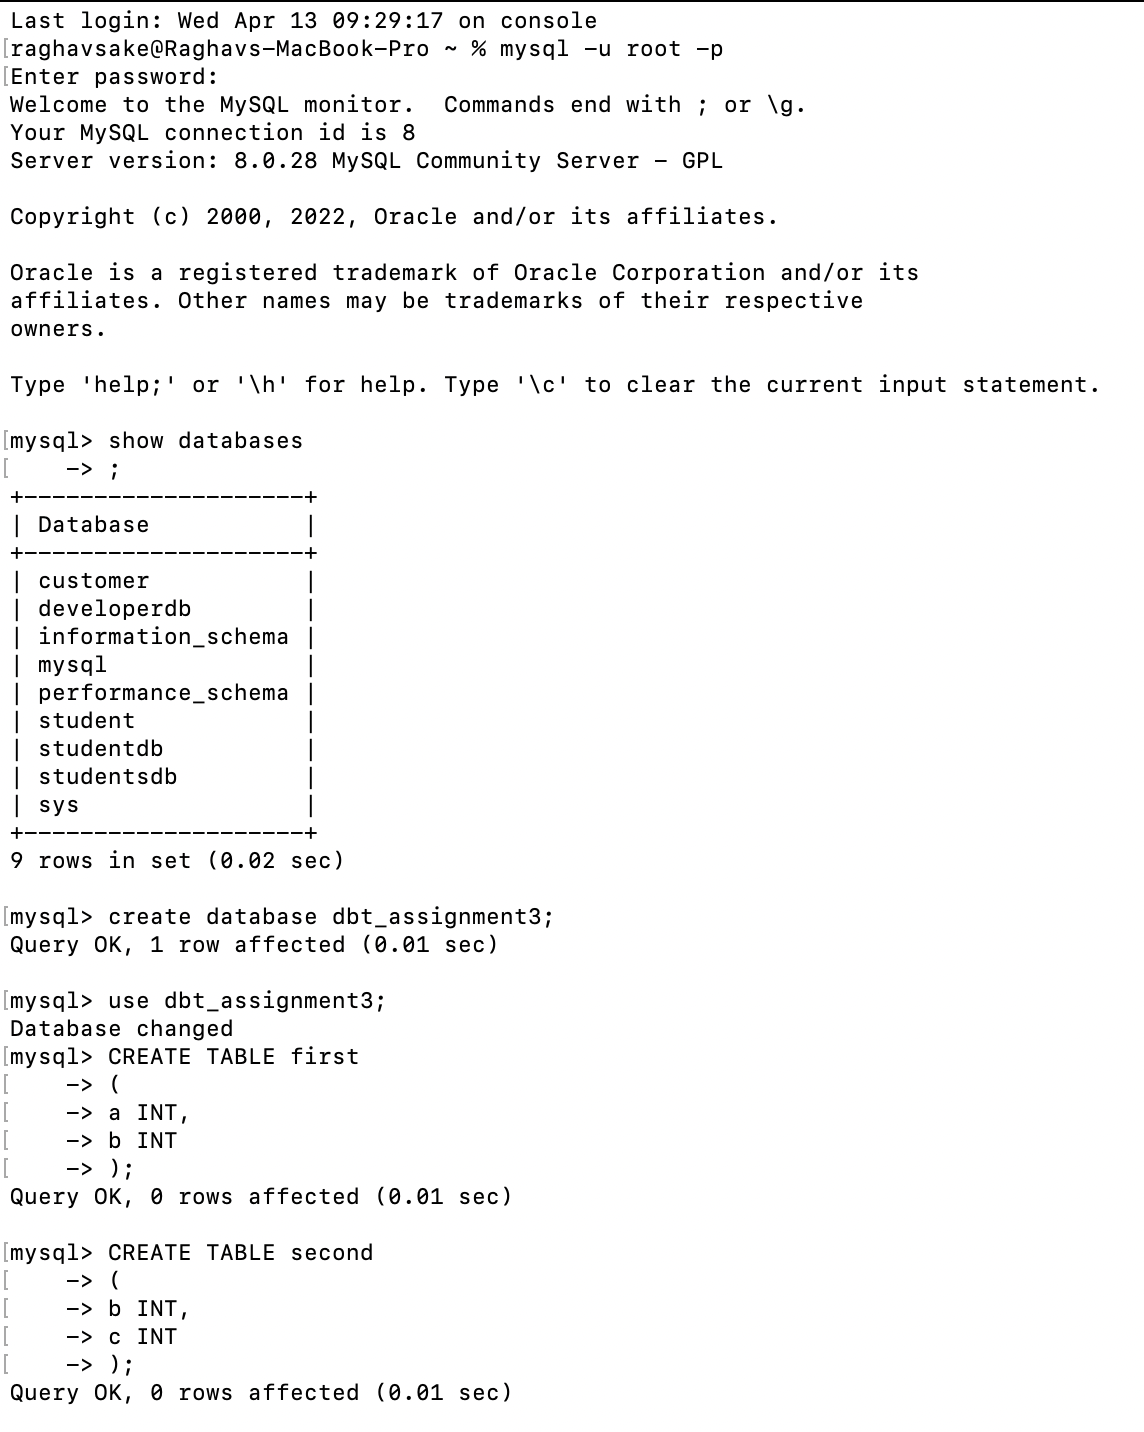 Last login: Wed Apr 13 09:29:17 on console
[raghavsake@Raghavs-MacBook-Pro ~ % mysql -u root -p
[Enter password:
Welcome to the MySQL monitor.  Commands end with ; or \g.
Your MySQL connection id is 8
Server version: 8.0.28 MySQL Community Server - GPL

Copyright (c) 2000, 2022, Oracle and/or its affiliates.

Oracle is a registered trademark of Oracle Corporation and/or its
affiliates. Other names may be trademarks of their respective
owners.

Type 'help;' or '\h' for help. Type '\c' to clear the current input statement.

[mysql> show databases
[    -> ;
+--------------------+
| Database           |
+--------------------+
| customer           |
| developerdb        |
| information_schema |
| mysql              |
| performance_schema |
| student            |
| studentdb          |
| studentsdb         |
| sys                |
+--------------------+
9 rows in set (0.02 sec)

[mysql> create database dbt_assignment3;
Query OK, 1 row affected (0.01 sec)

[mysql> use dbt_assignment3;
Database changed
[mysql> CREATE TABLE first
[    -> (
[    -> a INT,
[    -> b INT
[    -> );
Query OK, 0 rows affected (0.01 sec)

[mysql> CREATE TABLE second
[    -> (
[    -> b INT,
[    -> c INT
[    -> );
Query OK, 0 rows affected (0.01 sec)